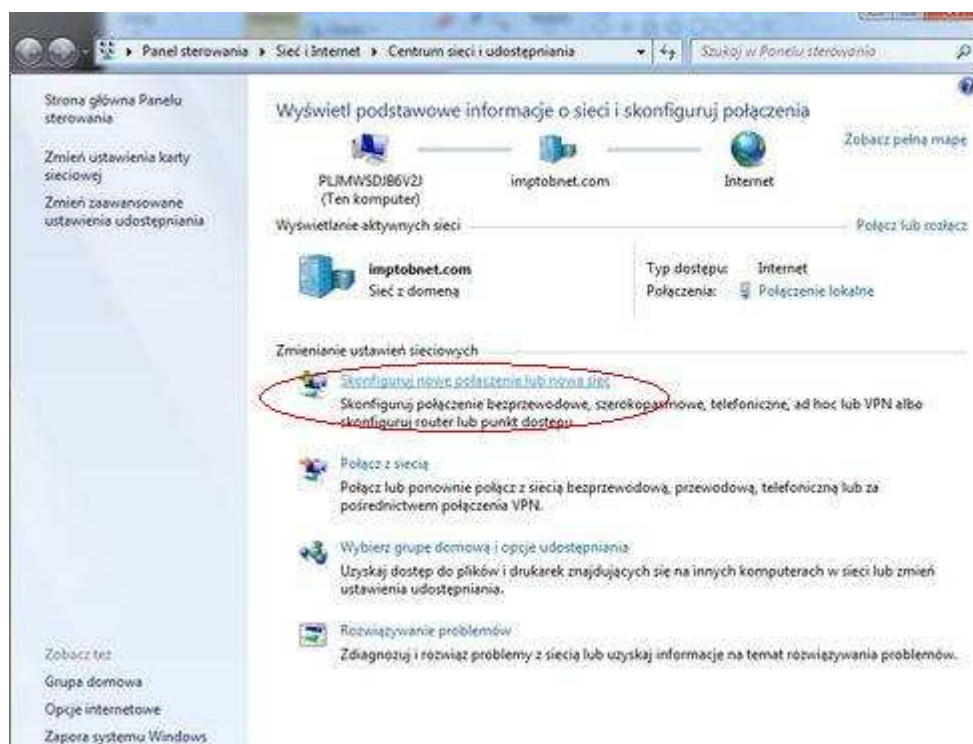 Panel sterowania ▸ Sieć i Internet ▸ Centrum sieci i udostępniania
Szukaj w Panelu sterowania
Strona główna Panelu
sterowania
Zmień ustawienia karty
sieciowej
Zmień zaawansowane
ustawienia udostępniania
Zobacz też
Grupa domowa
Opcje internetowe
Zapora systemu Windows
Wyświetl podstawowe informacje o sieci i skonfiguruj połączenia
Zobacz pełną mapę
PLJMWSDJB6V2J
(Ten komputer)
imptobnet.com
Internet
Wyświetlanie aktywnych sieci
Połącz lub rozłącz
imptobnet.com
Sieć z domeną
Typ dostępu: Internet
Połączenia: Połączenie lokalne
Zmienianie ustawień sieciowych
Skonfiguruj nowe połączenie lub nową sieć
Skonfiguruj połączenie bezprzewodowe, szerokopasmowe, telefoniczne, ad hoc lub VPN albo
skonfiguruj router lub punkt dostępu.
Połącz z siecią
Połącz lub ponownie połącz z siecią bezprzewodową, przewodową, telefoniczną lub za
pośrednictwem połączenia VPN.
Wybierz grupę domową i opcje udostępniania
Uzyskaj dostęp do plików i drukarek znajdujących się na innych komputerach w sieci lub zmień
ustawienia udostępniania.
Rozwiązywanie problemów
Zdiagnozuj i rozwiąż problemy z siecią lub uzyskaj informacje na temat rozwiązywania problemów.